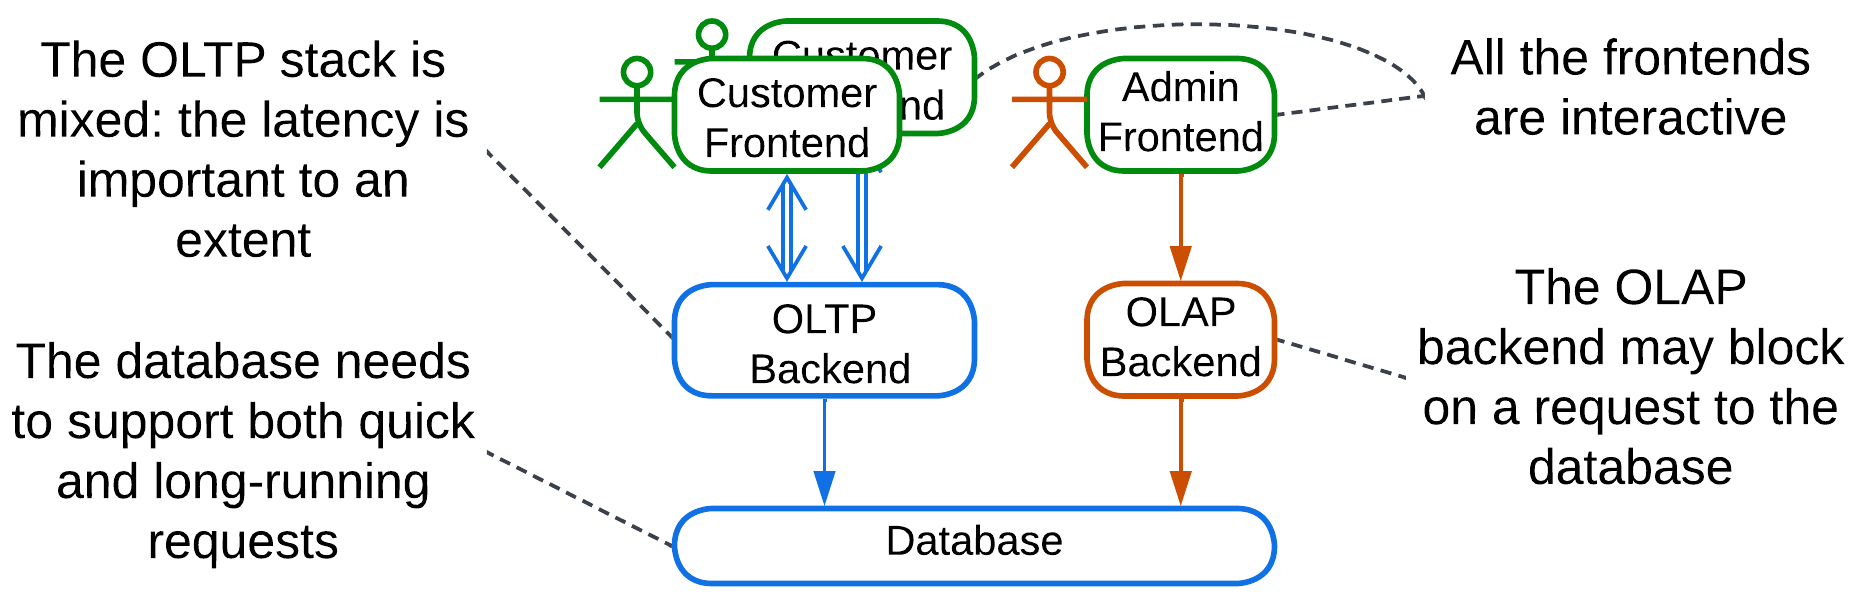 The OLTP stack is
mixed: the latency is
important to an
extent
The database needs
to support both quick
and long-running
requests
Customer
nd
Customer
Frontend
Admin
Frontend
OLTP
Backend
OLAP
Backend
Database
All the frontends
are interactive
The OLAP
backend may block
on a request to the
database